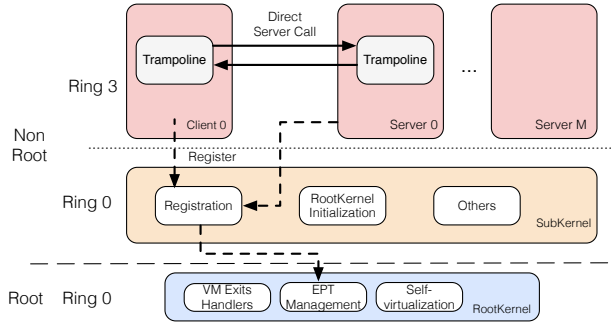 Direct
Server Call
Trampoline
Trampoline
...
Ring 3
Client 0
Server 0
Server M
Non
Root
Register
Ring 0
Registration
RootKernel
Initialization
Others
SubKernel
Root
Ring 0
VM Exits
Handlers
EPT
Management
Self-
virtualization
RootKernel